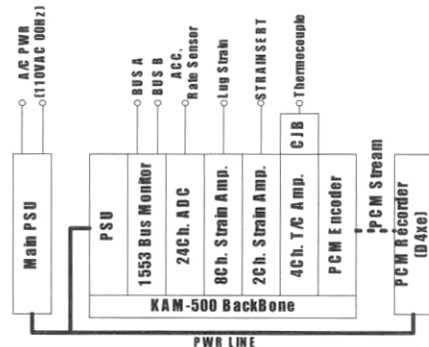 A/C PWR
(110VAC 00Hz)
BUS A
BUS B
ACC.
Rate Sensor
Lug Strain
STRAINSERT
Thermocouple
Main PSU
PSU
1553 Bus Monitor
24Ch. ADC
8Ch. Strain Amp.
2Ch. Strain Amp.
4Ch. T/C Amp.
CJB
PCM Encoder
PCM Stream
PCM Recorder
(D4xe)
KAM-500 BackBone
PWR LINE